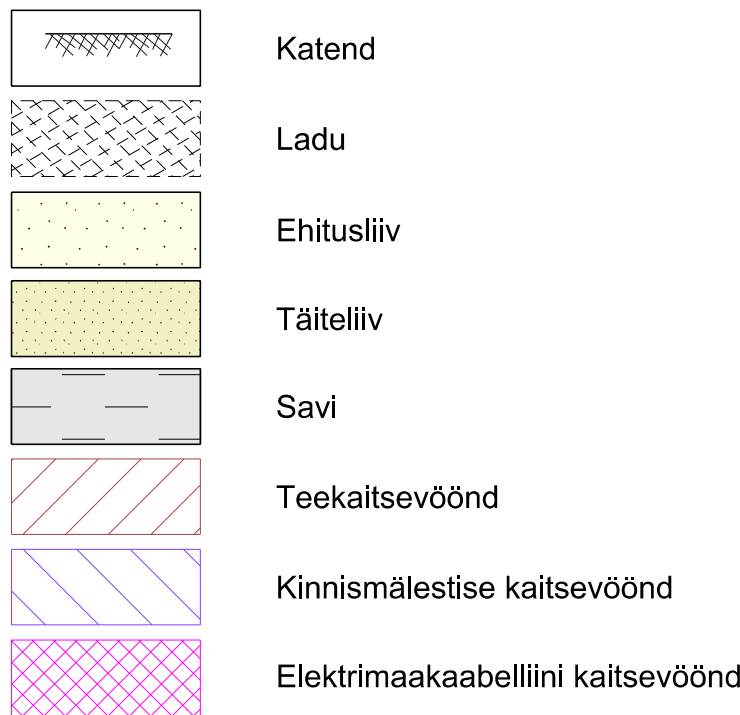 Katend
Ladu
Ehitusliiv
Täiteliiv
Savi
Teekaitsevöönd
Kinnismälestise kaitsevöönd
Elektrimaakaabelliini kaitsevöönd